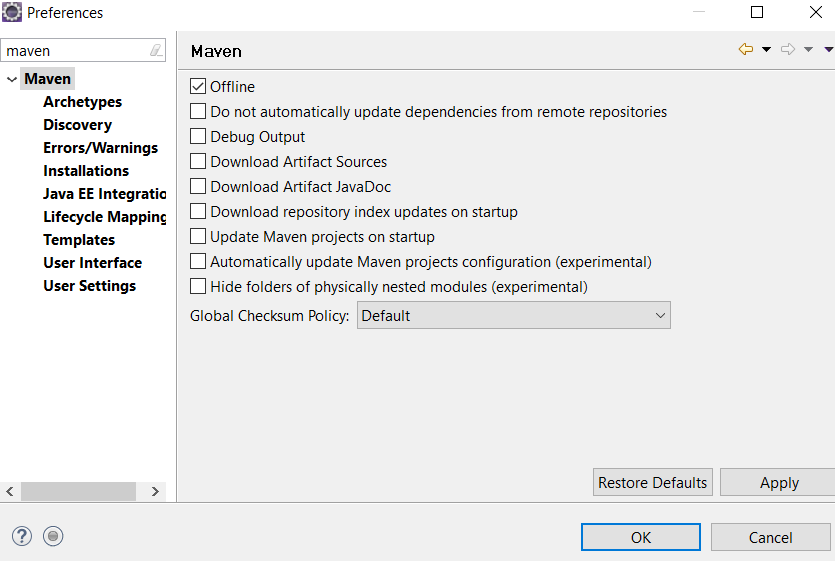 Preferences
maven
Maven
Archetypes
Discovery
Errors/Warnings
Installations
Java EE Integratio
Lifecycle Mapping
Templates
User Interface
User Settings
Maven
Offline
Do not automatically update dependencies from remote repositories
Debug Output
Download Artifact Sources
Download Artifact JavaDoc
Download repository index updates on startup
Update Maven projects on startup
Automatically update Maven projects configuration (experimental)
Hide folders of physically nested modules (experimental)
Global Checksum Policy: Default
Restore Defaults Apply
? OK Cancel